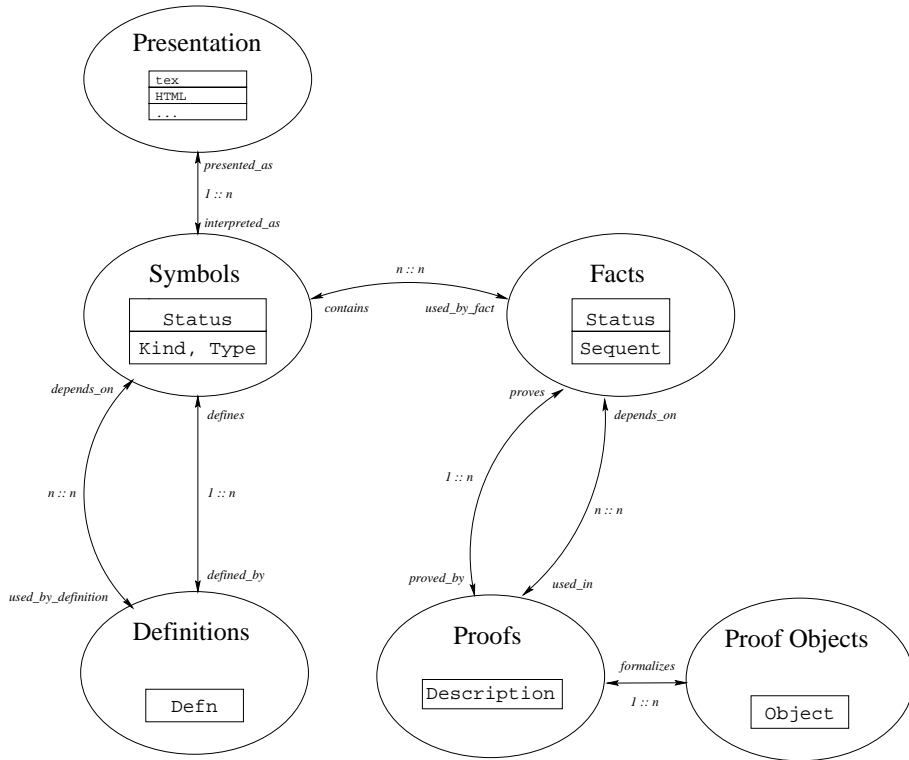 Presentation
tex
HTML
...
presented_as
1 :: n
interpreted_as
Symbols
Status
Kind, Type
n :: n
contains
used_by_fact
Facts
Status
Sequent
depends_on
defines
n :: n
1 :: n
defined_by
used_by_definition
proves
depends_on
1 :: n
n :: n
proved_by
used_in
Definitions
Defn
Proofs
Description
formalizes
1 :: n
Proof Objects
Object